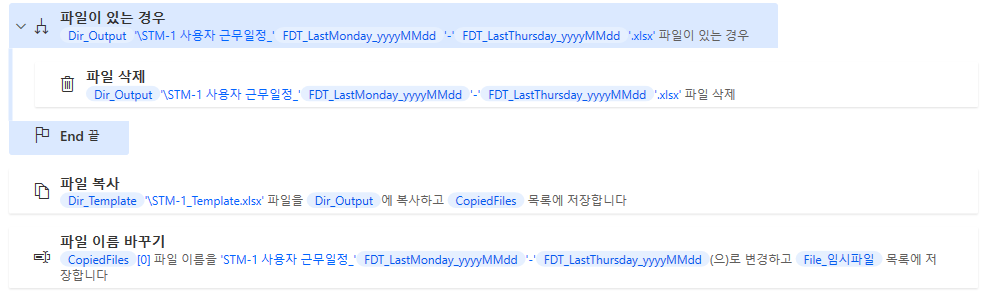 파일이 있는 경우
Dir_Output '\STM-1 사용자 근무일정_' FDT_LastMonday_yyyyMMdd '-' FDT_LastThursday_yyyyMMdd '.xlsx' 파일이 있는 경우
파일 삭제
Dir_Output '\STM-1 사용자 근무일정_' FDT_LastMonday_yyyyMMdd '-' FDT_LastThursday_yyyyMMdd '.xlsx' 파일 삭제
End 끝
파일 복사
Dir_Template '\STM-1_Template.xlsx' 파일을 Dir_Output 에 복사하고 CopiedFiles 목록에 저장합니다
파일 이름 바꾸기
CopiedFiles [0] 파일 이름을 'STM-1 사용자 근무일정_' FDT_LastMonday_yyyyMMdd '-' FDT_LastThursday_yyyyMMdd (으)로 변경하고 File_임시파일 목록에 저
장합니다